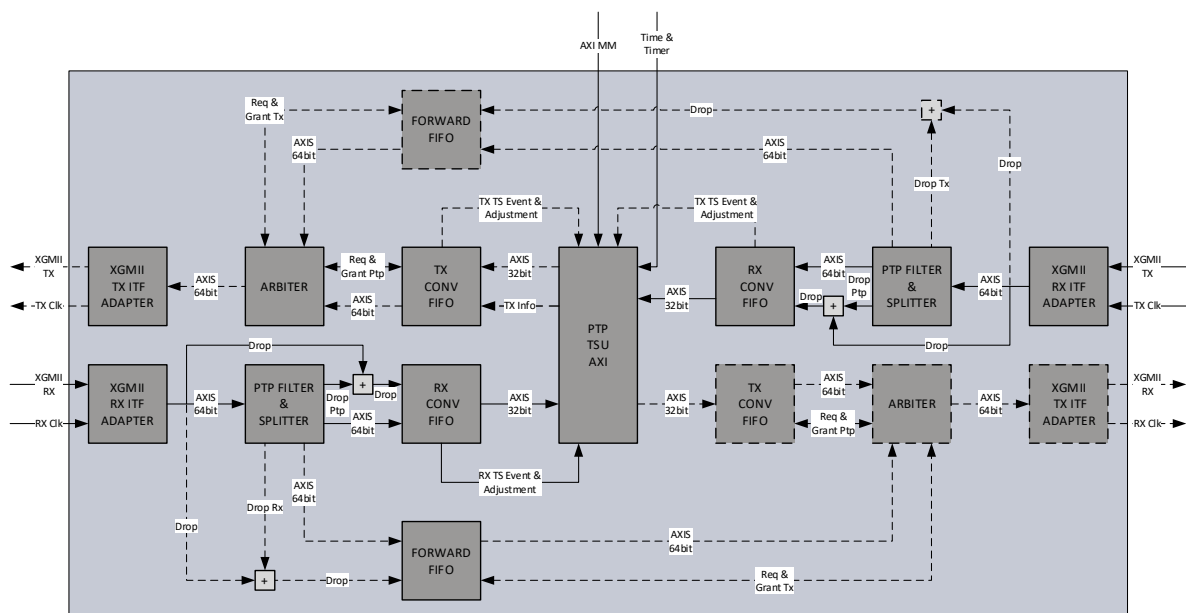 AXI MM
Time &
Timer
Req &
Grant Tx
FORWARD
FIFO
Drop
+
AXIS
64bit
AXIS
64bit
Drop Tx
Drop
TX TS Event &
Adjustment
TX TS Event &
Adjustment
XGMII
TX
TX Clk
XGMII
TX ITF
ADAPTER
AXIS
64bit
ARBITER
Req &
Grant Ptp
AXIS
64bit
TX
CONV
FIFO
AXIS
32bit
TX Info
PTP
TSU
AXI
AXIS
32bit
RX
CONV
FIFO
AXIS
64bit
Drop
+
Drop
Ptp
PTP FILTER
&
SPLITTER
AXIS
64bit
Drop
XGMII
RX ITF
ADAPTER
XGMII
TX
TX Clk
XGMII
RX
RX Clk
XGMII
RX ITF
ADAPTER
AXIS
64bit
Drop
PTP FILTER
&
SPLITTER
Drop
Ptp
+
Drop
AXIS
64bit
RX
CONV
FIFO
AXIS
32bit
AXIS
32bit
TX
CONV
FIFO
AXIS
64bit
Req &
Grant Ptp
ARBITER
AXIS
64bit
XGMII
TX ITF
ADAPTER
XGMII
RX
RX Clk
RX TS Event &
Adjustment
Drop
Drop Rx
AXIS
64bit
+
Drop
FORWARD
FIFO
AXIS
64bit
Req &
Grant Tx